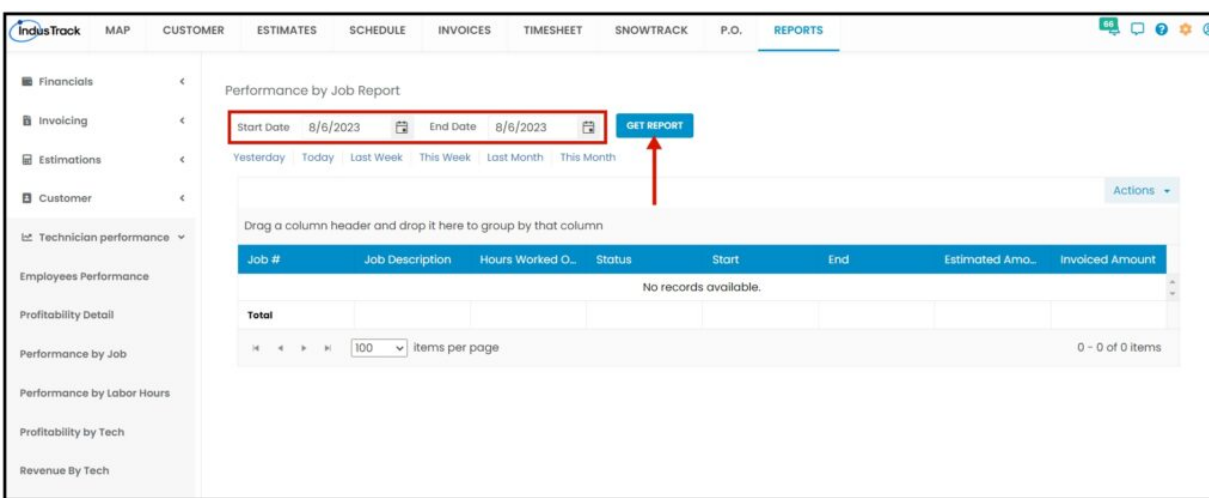 IndusTrack MAP CUSTOMER ESTIMATES SCHEDULE INVOICES TIMESHEET SNOWTRACK P.O. REPORTS 66
Financials
Invoicing
Estimations
Customer
Technician performance
Employees Performance
Profitability Detail
Performance by Job
Performance by Labor Hours
Profitability by Tech
Revenue By Tech
Performance by Job Report
Start Date 8/6/2023 End Date 8/6/2023 GET REPORT
Yesterday Today Last Week This Week Last Month This Month
Actions
Drag a column header and drop it here to group by that column
Job # Job Description Hours Worked O... Status Start End Estimated Amo... Invoiced Amount
No records available.
Total
100 items per page 0 - 0 of 0 items